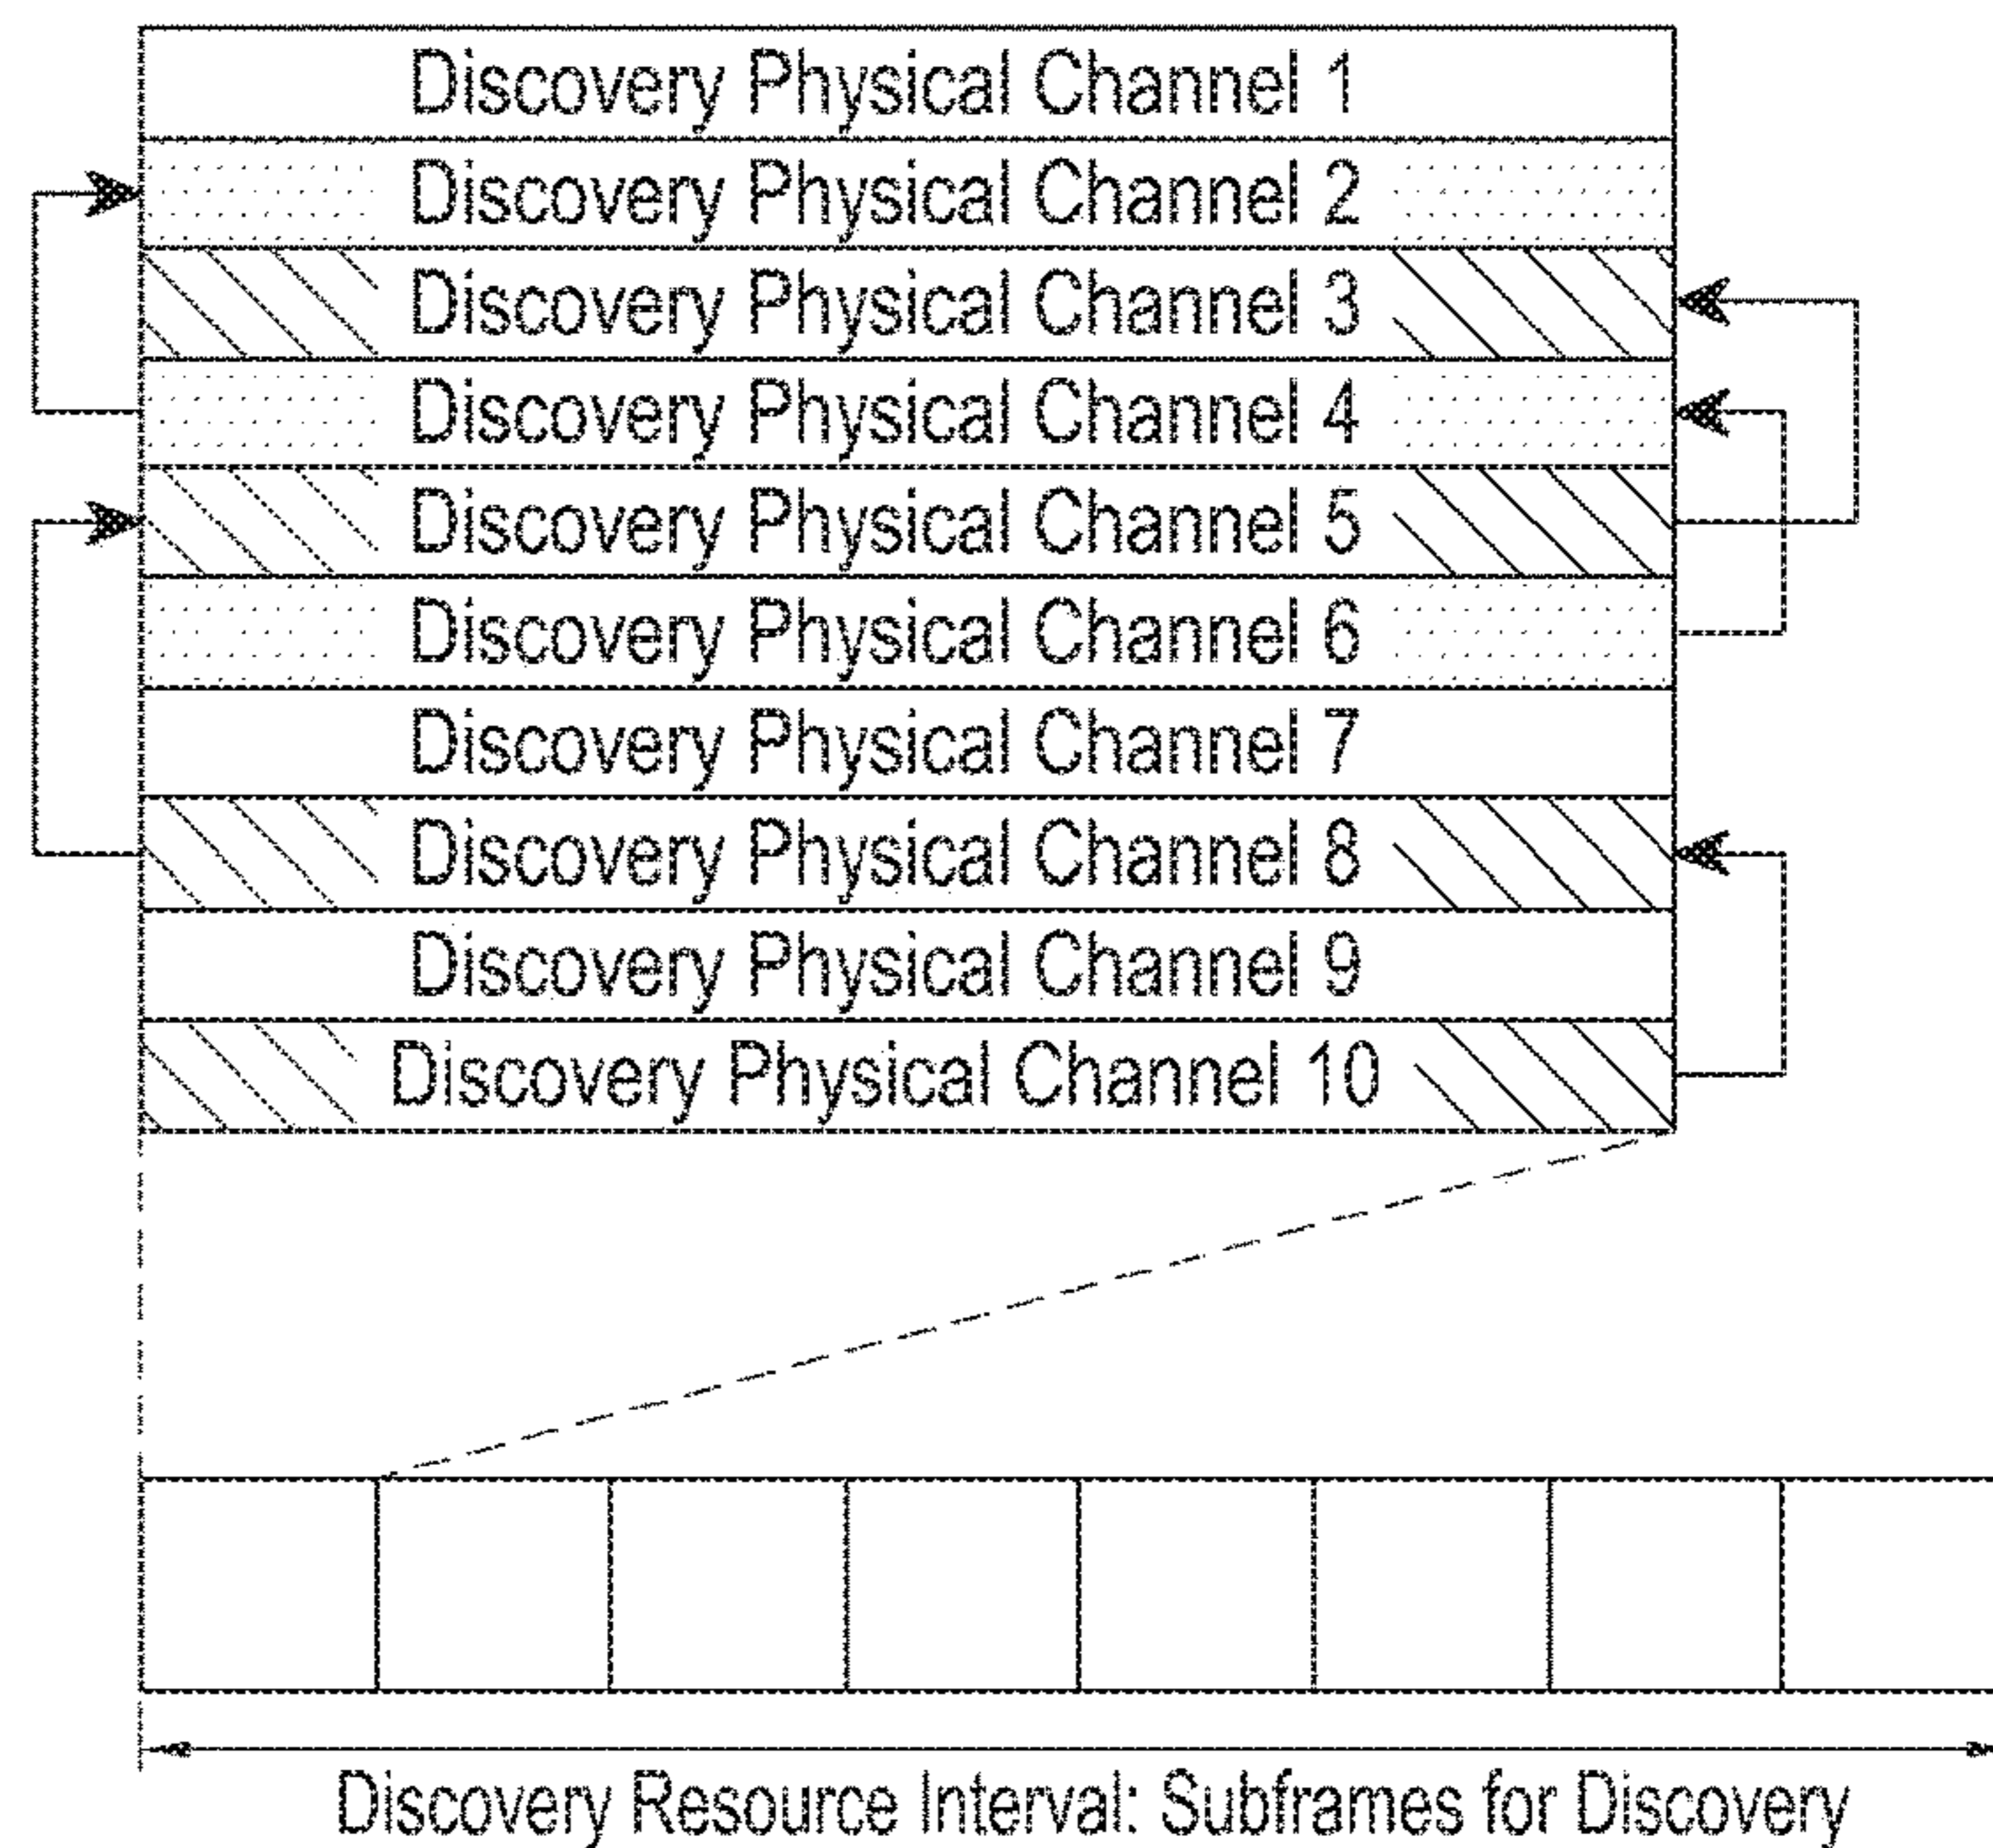 Discovery Physical Channel 1
Discovery Physical Channel 2
Discovery Physical Channel 3
Discovery Physical Channel 4
Discovery Physical Channel 5
Discovery Physical Channel 6
Discovery Physical Channel 7
Discovery Physical Channel 8
Discovery Physical Channel 9
Discovery Physical Channel 10
Discovery Resource Interval: Subframes for Discovery